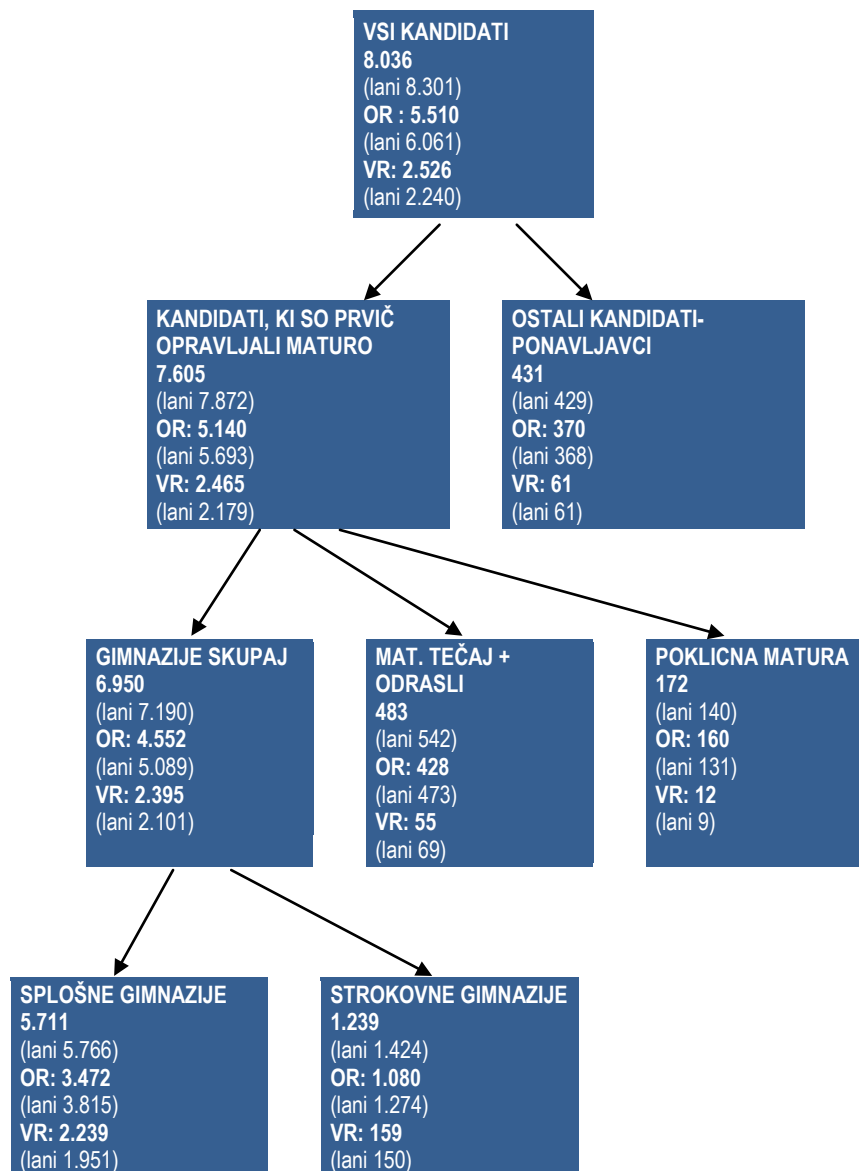 VSI KANDIDATI
8.036
(lani 8.301)
OR : 5.510
(lani 6.061)
VR: 2.526
(lani 2.240)
KANDIDATI, KI SO PRVIČ
OPRAVLJALI MATURO
7.605
(lani 7.872)
OR: 5.140
(lani 5.693)
VR: 2.465
(lani 2.179)
OSTALI KANDIDATI-
PONAVLJAVCI
431
(lani 429)
OR: 370
(lani 368)
VR: 61
(lani 61)
GIMNAZIJE SKUPAJ
6.950
(lani 7.190)
OR: 4.552
(lani 5.089)
VR: 2.395
(lani 2.101)
MAT. TEČAJ +
ODRASLI
483
(lani 542)
OR: 428
(lani 473)
VR: 55
(lani 69)
POKLICNA MATURA
172
(lani 140)
OR: 160
(lani 131)
VR: 12
(lani 9)
SPLOŠNE GIMNAZIJE
5.711
(lani 5.766)
OR: 3.472
(lani 3.815)
VR: 2.239
(lani 1.951)
STROKOVNE GIMNAZIJE
1.239
(lani 1.424)
OR: 1.080
(lani 1.274)
VR: 159
(lani 150)